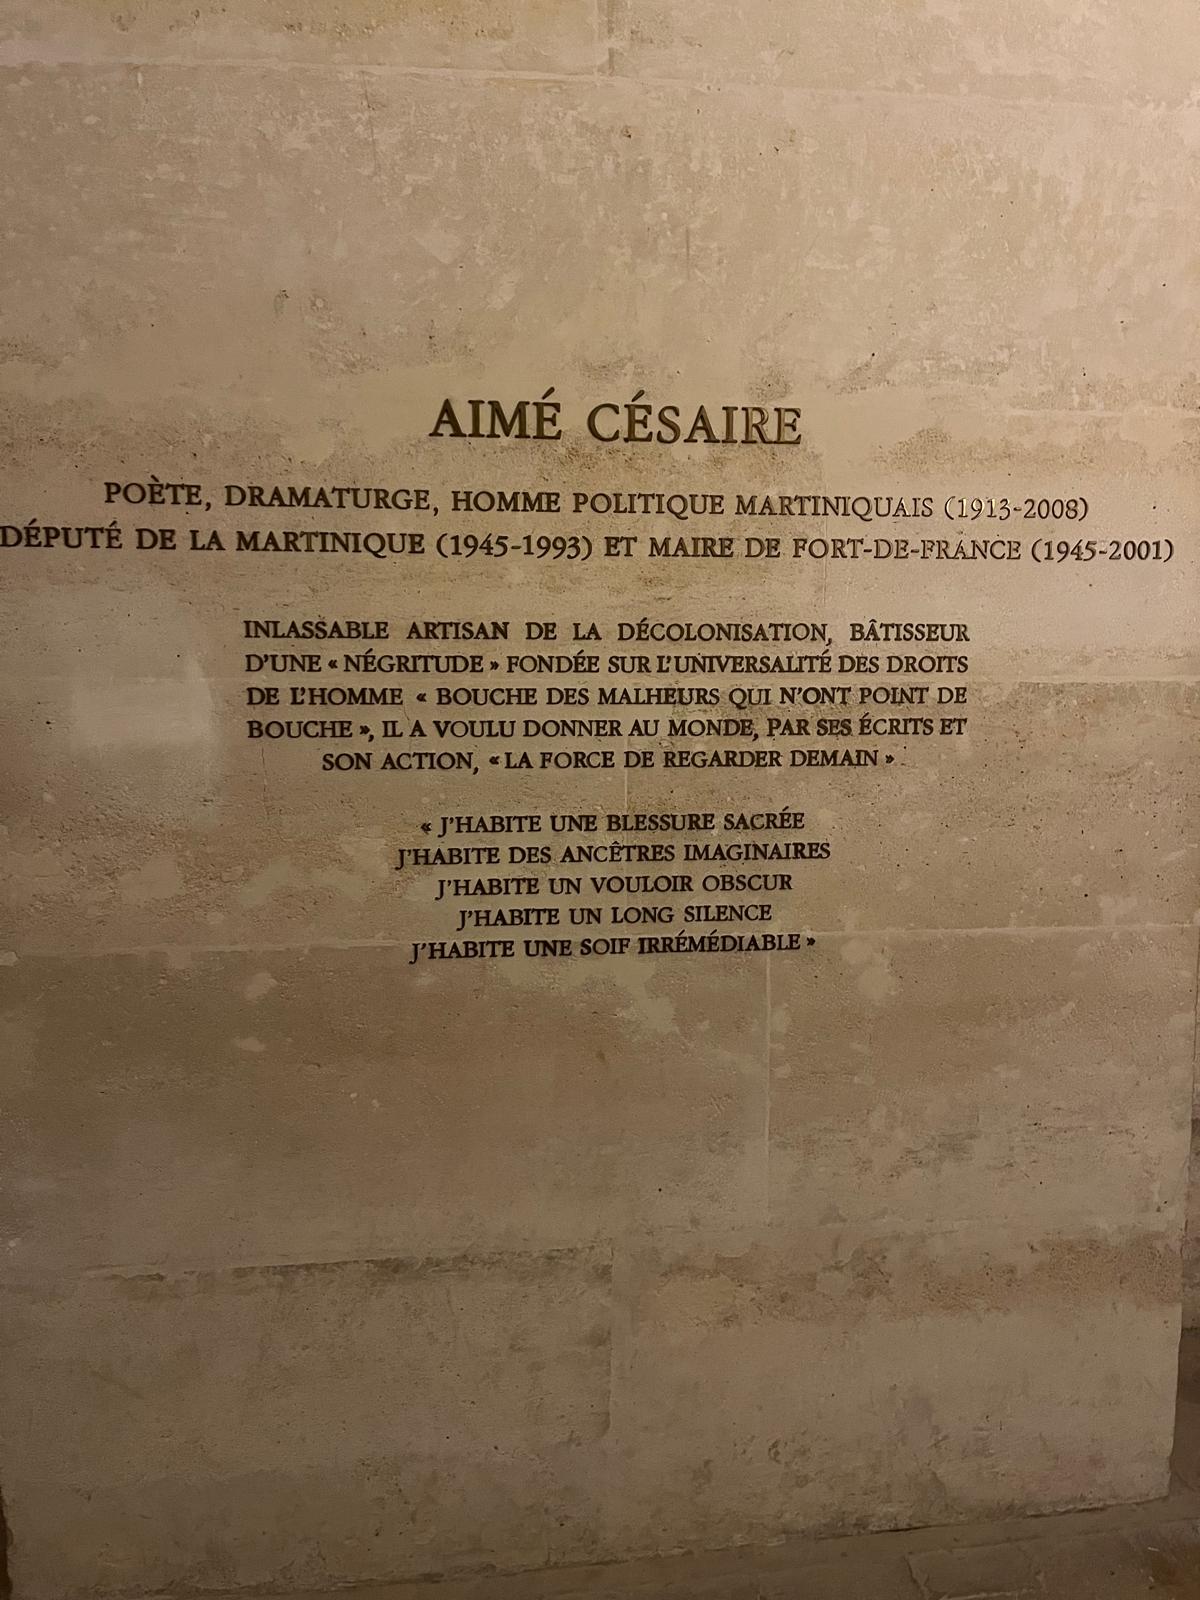 AIMÉ CÉSAIRE
POÈTE, DRAMATURGE, HOMME POLITIQUE MARTINIQUAIS (1913-2008)
DÉPUTÉ DE LA MARTINIQUE (1945-1993) ET MAIRE DE FORT-DE-FRANCE (1945-2001)
INLASSABLE ARTISAN DE LA DÉCOLONISATION, BÂTISSEUR
D'UNE « NÉGRITUDE » FONDÉE SUR L'UNIVERSALITÉ DES DROITS
DE L'HOMME « BOUCHE DES MALHEURS QUI N'ONT POINT DE
BOUCHE », IL A VOULU DONNER AU MONDE, PAR SES ÉCRITS ET
SON ACTION, « LA FORCE DE REGARDER DEMAIN ».
« J'HABITE UNE BLESSURE SACRÉE
J'HABITE DES ANCÊTRES IMAGINAIRES
J'HABITE UN VOULOIR OBSCUR
J'HABITE UN LONG SILENCE
J'HABITE UNE SOIF IRRÉMÉDIABLE »